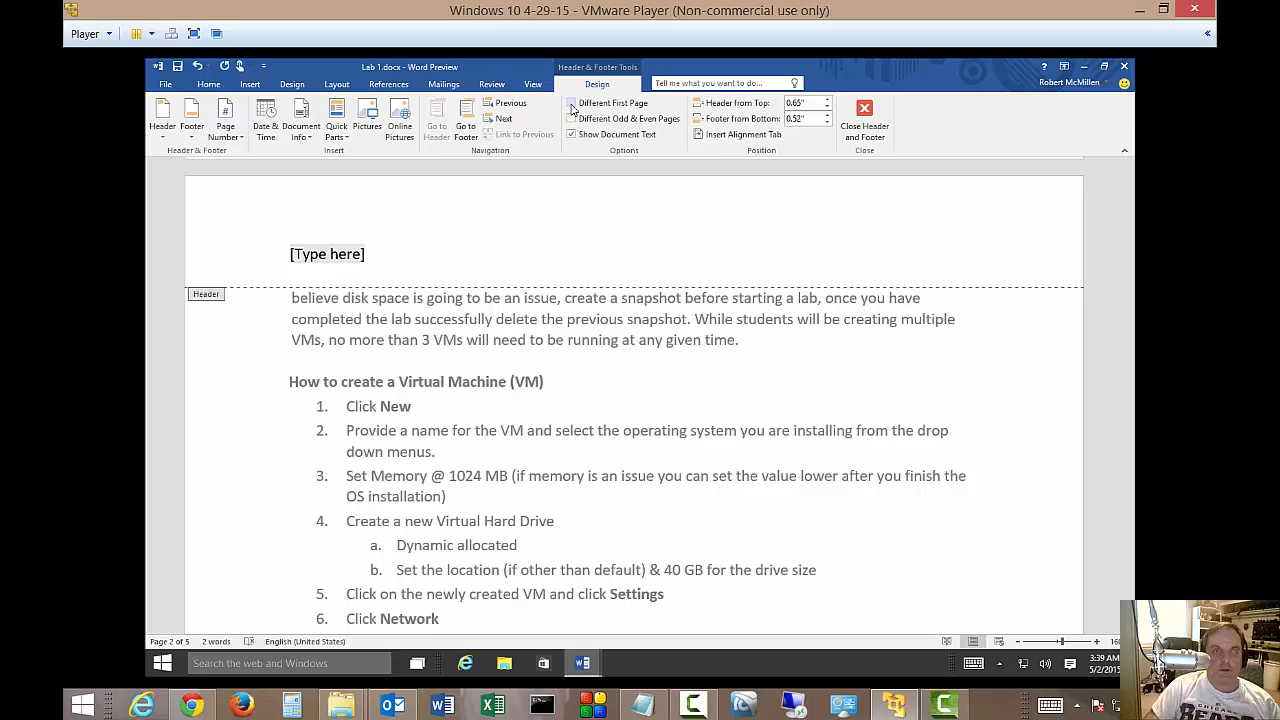 Windows 10 4-29-15 - VMware Player (Non-commercial use only)
Player
Lab 1.docx - Word Preview
Header & Footer Tools
File Home Insert Design Layout References Mailings Review View Design Tell me what you want to do... Robert McMillen
Header Footer Page Number Date & Time Document Info Quick Parts Pictures Online Pictures Go to Header Go to Footer Previous Next Link to Previous
Different First Page Different Odd & Even Pages Show Document Text
Header from Top: 0.65"
Footer from Bottom: 0.52"
Insert Alignment Tab
Close Header and Footer
Header & Footer Insert Navigation Options Position Close
[Type here]
Header
believe disk space is going to be an issue, create a snapshot before starting a lab, once you have
completed the lab successfully delete the previous snapshot. While students will be creating multiple
VMs, no more than 3 VMs will need to be running at any given time.
How to create a Virtual Machine (VM)
1. Click New
2. Provide a name for the VM and select the operating system you are installing from the drop
down menus.
3. Set Memory @ 1024 MB (if memory is an issue you can set the value lower after you finish the
OS installation)
4. Create a new Virtual Hard Drive
a. Dynamic allocated
b. Set the location (if other than default) & 40 GB for the drive size
5. Click on the newly created VM and click Settings
6. Click Network
Page 2 of 5 2 words English (United States)
Search the web and Windows
3:39 AM
5/2/2015
CHICAGO